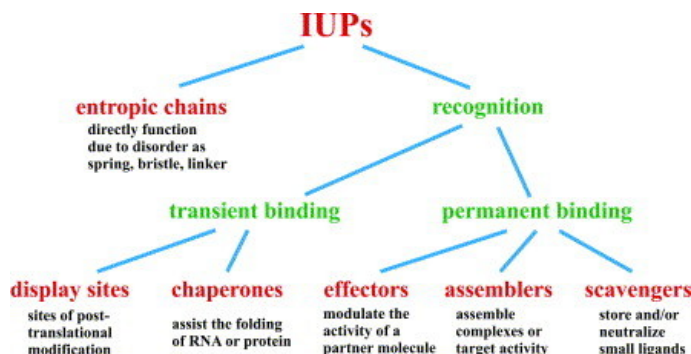 IUPs
entropic chains
directly function
due to disorder as
spring, bristle, linker
recognition
transient binding
permanent binding
display sites
sites of post-
translational
modification
chaperones
assist the folding
of RNA or protein
effectors
modulate the
activity of a
partner molecule
assemblers
assemble
complexes or
target activity
scavengers
store and/or
neutralize
small ligands